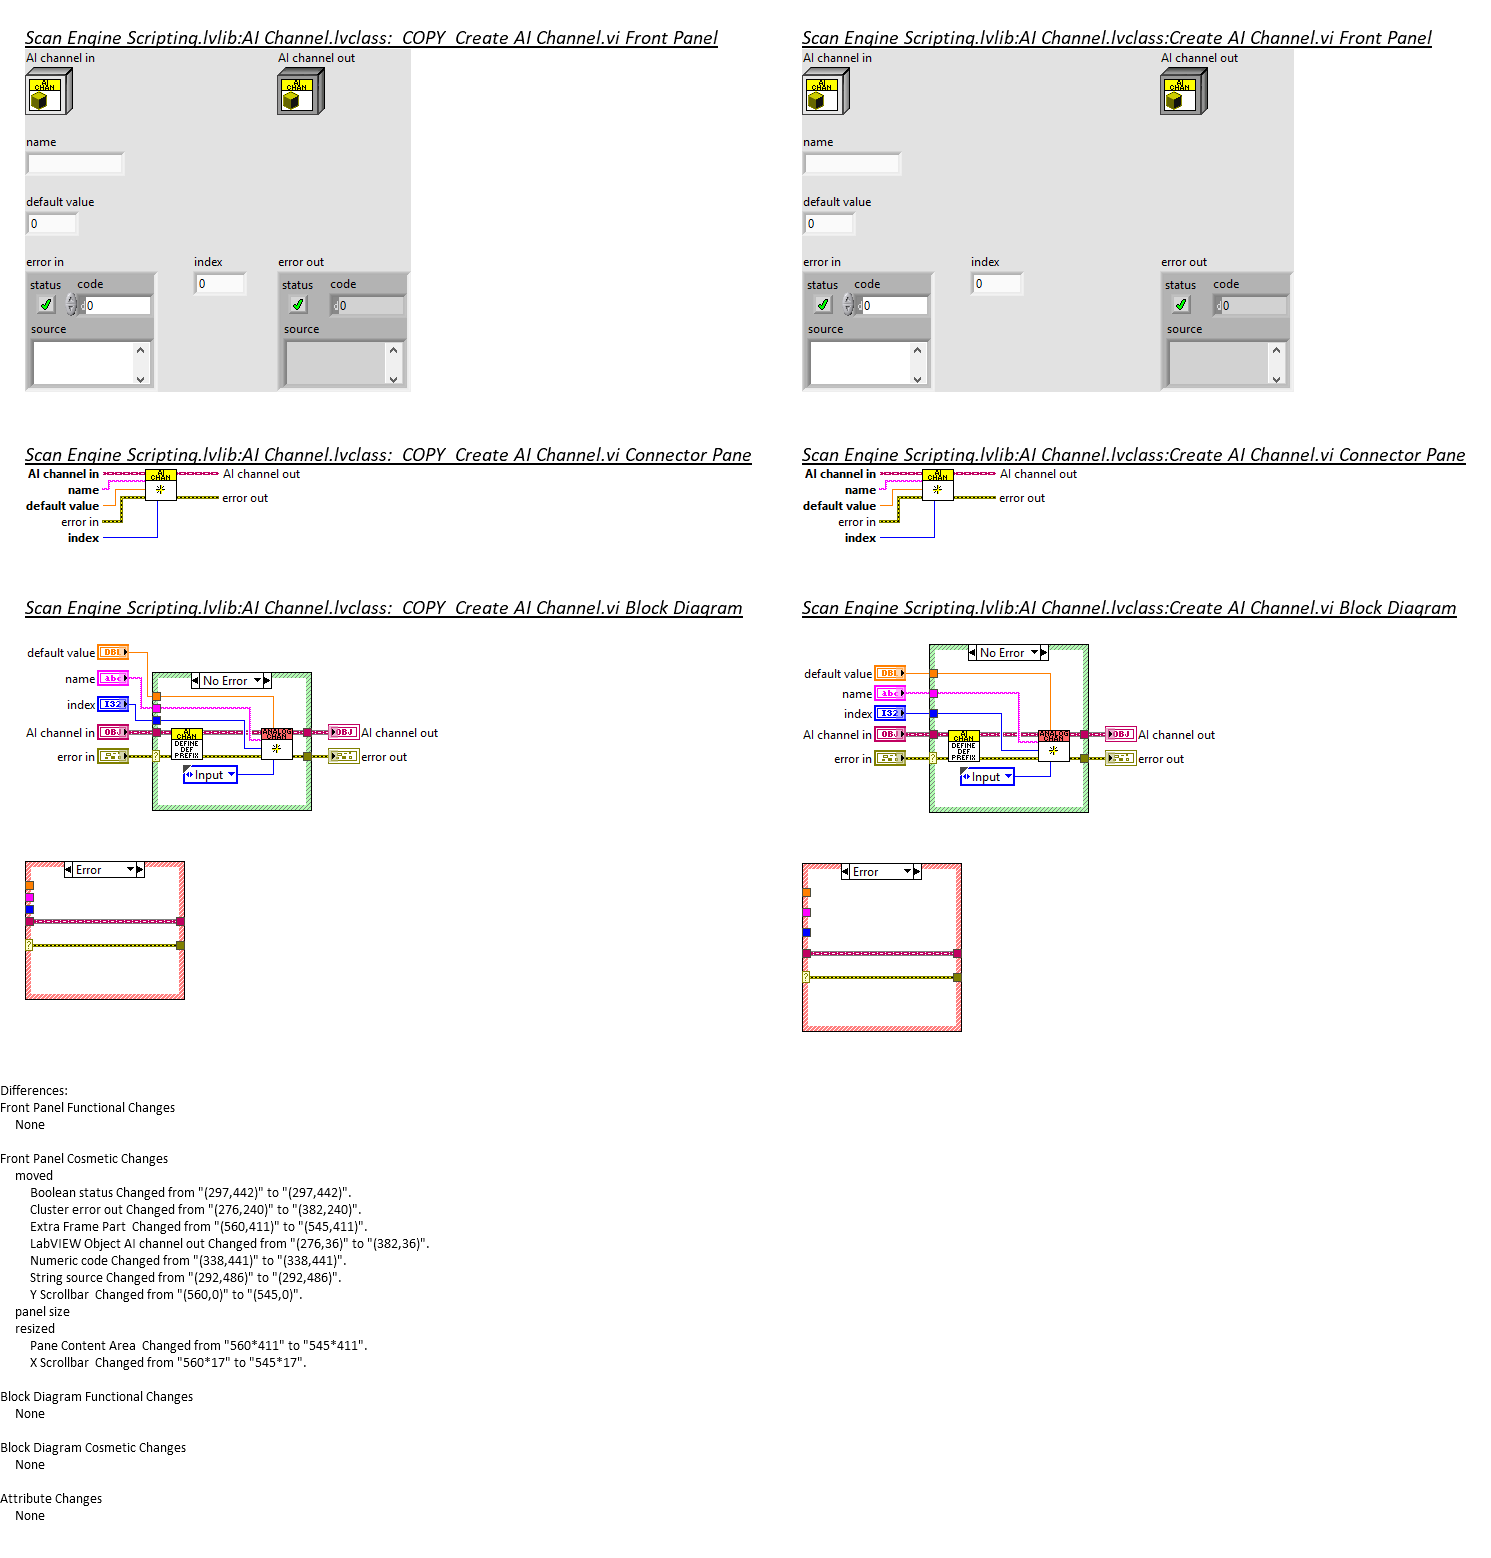 Scan Engine Scripting.lvlib:AI Channel.lvclass:  COPY  Create AI Channel.vi Front Panel
AI channel in
AI channel out
AI CHAN
AI CHAN
name
default value
0
error in
index
error out
status code
0
0
status code
0
source
source
Scan Engine Scripting.lvlib:AI Channel.lvclass:Create AI Channel.vi Front Panel
AI channel in
AI channel out
AI CHAN
AI CHAN
name
default value
0
error in
index
error out
status code
0
0
status code
0
source
source
Scan Engine Scripting.lvlib:AI Channel.lvclass:  COPY  Create AI Channel.vi Connector Pane
AI channel in
AI CHAN
AI channel out
name
default value
error out
error in
index
Scan Engine Scripting.lvlib:AI Channel.lvclass:Create AI Channel.vi Connector Pane
AI channel in
AI CHAN
AI channel out
name
default value
error out
error in
index
Scan Engine Scripting.lvlib:AI Channel.lvclass:  COPY  Create AI Channel.vi Block Diagram
default value DBL
name abc
No Error
index I32
AI channel in OBJ
AI CHAN
DEFINE
DEF
PREFIX
ANALOG CHAN
OBJ AI channel out
error in
?
error out
Input
Error
?
Scan Engine Scripting.lvlib:AI Channel.lvclass:Create AI Channel.vi Block Diagram
No Error
default value DBL
name abc
index I32
AI channel in OBJ
AI CHAN
DEFINE
DEF
PREFIX
ANALOG CHAN
OBJ AI channel out
error in
?
error out
Input
Error
?
Differences:
Front Panel Functional Changes
None
Front Panel Cosmetic Changes
moved
Boolean status Changed from "(297,442)" to "(297,442)".
Cluster error out Changed from "(276,240)" to "(382,240)".
Extra Frame Part  Changed from "(560,411)" to "(545,411)".
LabVIEW Object AI channel out Changed from "(276,36)" to "(382,36)".
Numeric code Changed from "(338,441)" to "(338,441)".
String source Changed from "(292,486)" to "(292,486)".
Y Scrollbar  Changed from "(560,0)" to "(545,0)".
panel size
resized
Pane Content Area  Changed from "560*411" to "545*411".
X Scrollbar  Changed from "560*17" to "545*17".
Block Diagram Functional Changes
None
Block Diagram Cosmetic Changes
None
Attribute Changes
None